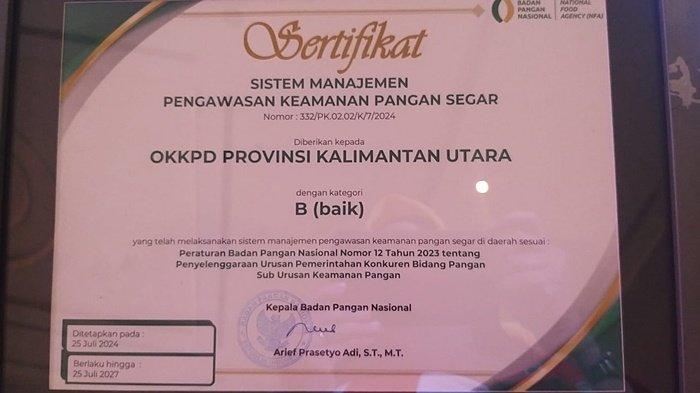 BADAN
PANGAN
NASIONAL
NATIONAL
FOOD
AGENCY (NFA)
Sertifikat
SISTEM MANAJEMEN
PENGAWASAN KEAMANAN PANGAN SEGAR
Nomor : 332/PK.02.02/K/7/2024
Diberikan kepada
OKKPD PROVINSI KALIMANTAN UTARA
dengan kategori
B (baik)
yang telah melaksanakan sistem manajemen pengawasan keamanan pangan segar di daerah sesuai :
Peraturan Badan Pangan Nasional Nomor 12 Tahun 2023 tentang
Penyelenggaraan Urusan Pemerintahan Konkuren Bidang Pangan
Sub Urusan Keamanan Pangan
Kepala Badan Pangan Nasional
Arief Prasetyo Adi, S.T., M.T.
Ditetapkan pada :
25 Juli 2024
Berlaku hingga :
25 Juli 2027